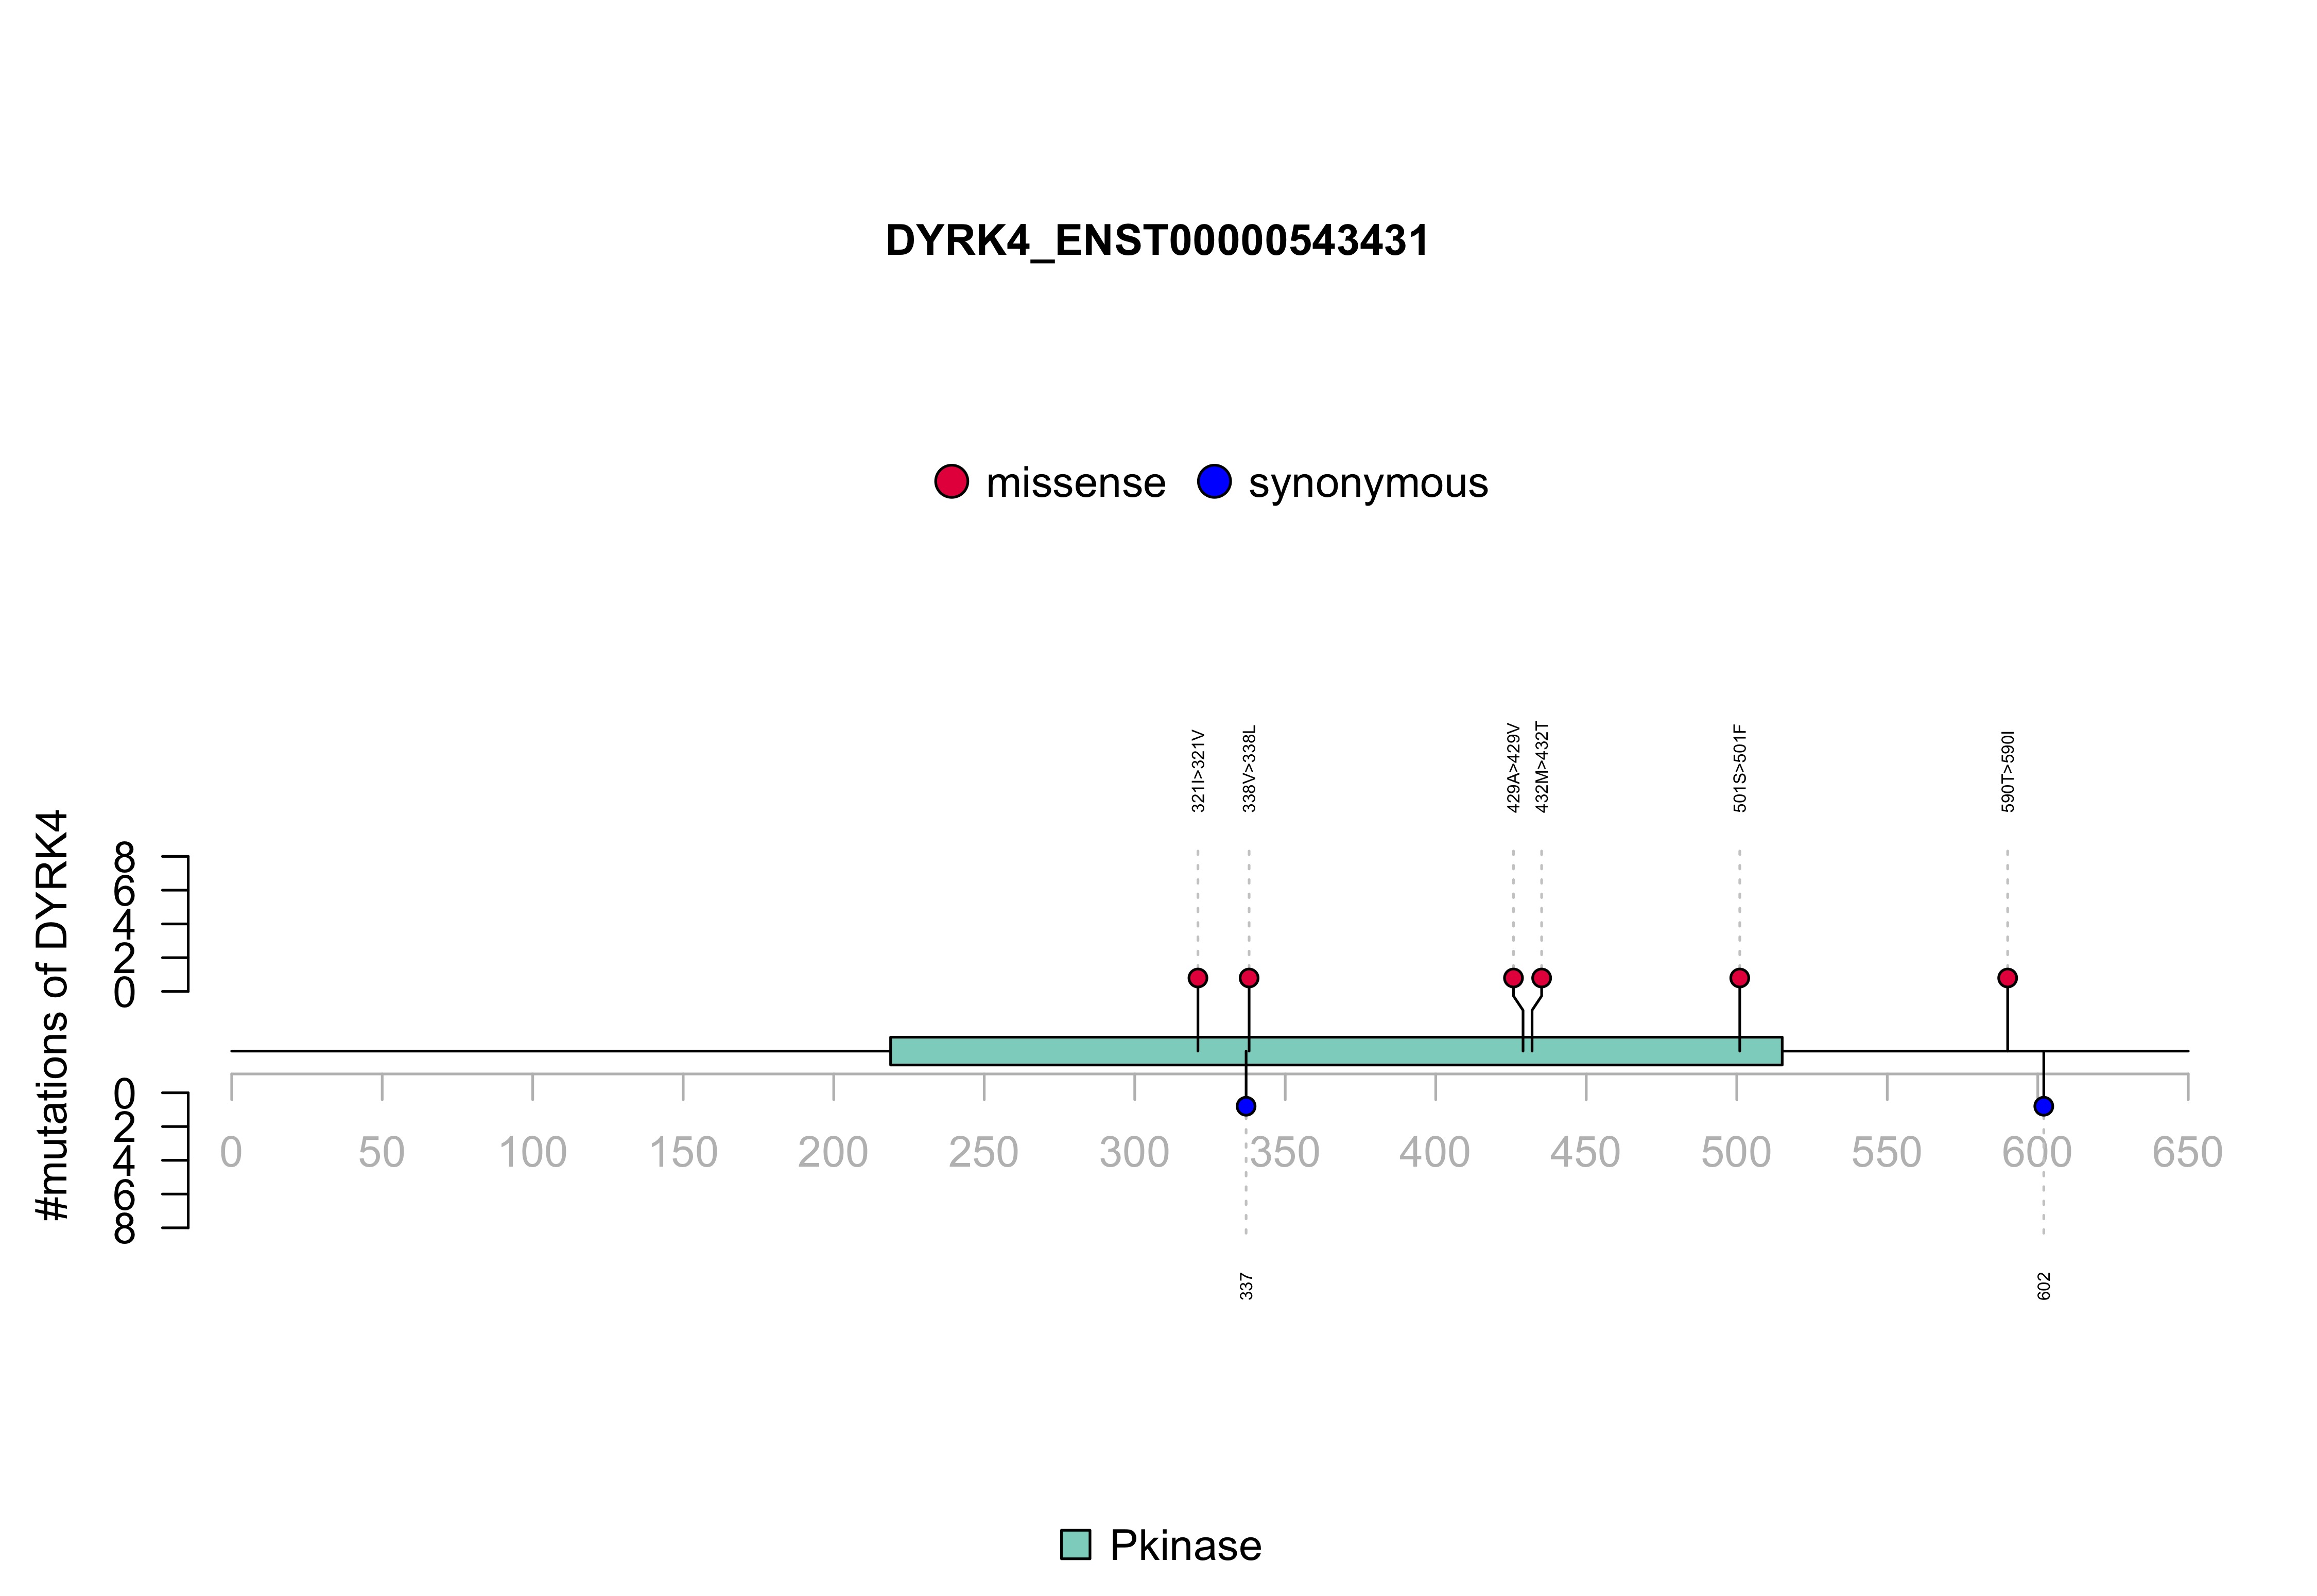 DYRK4_ENST00000543431
missense synonymous
321I>321V 338V>338L 429A>429V 432M>432T 501S>501F 590T>590I
#mutations of DYRK4
8
6
4
2
0
0
2
4
6
8
0 50 100 150 200 250 300 350 400 450 500 550 600 650
337 602
Pkinase